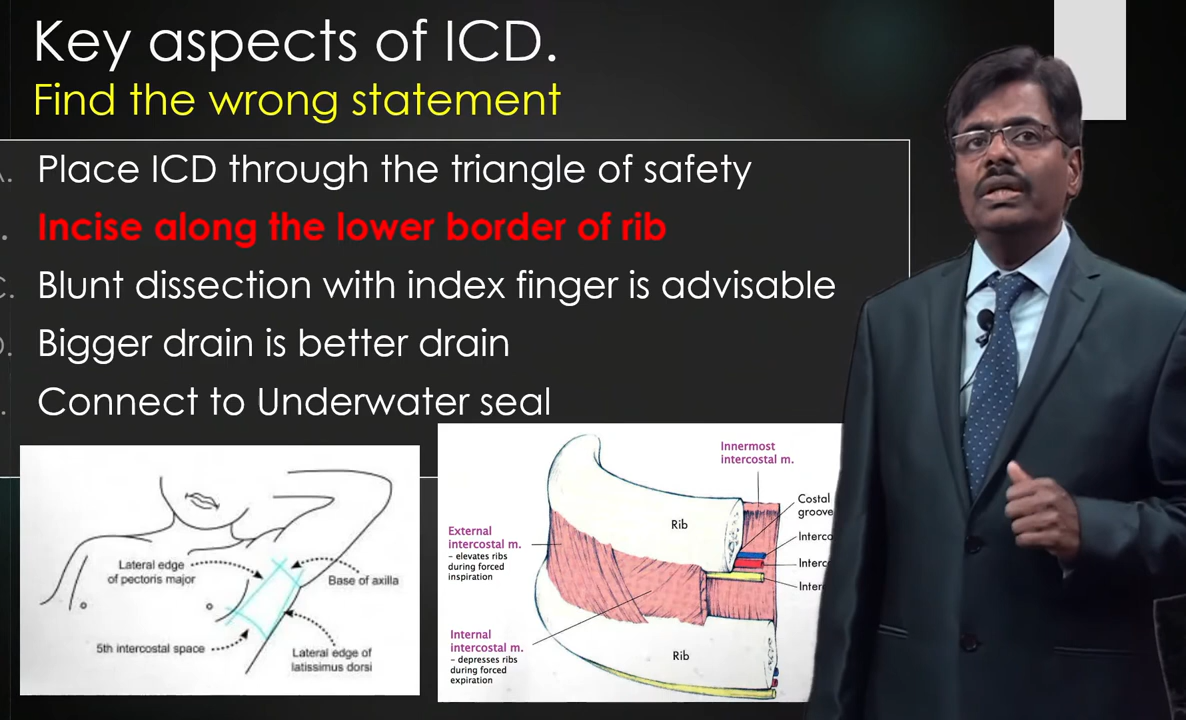 Key aspects of ICD.
Find the wrong statement
Place ICD through the triangle of safety
Incise along the lower border of rib
Blunt dissection with index finger is advisable
Bigger drain is better drain
Connect to Underwater seal
Lateral edge
of pectoris major
Base of axilla
5th intercostal space
Lateral edge of
latissimus dorsi
Innermost
intercostal m.
Costal
groove
Rib
External
intercostal m.
- elevates ribs
during forced
inspiration
Internal
intercostal m.
- depresses ribs
during forced
expiration
Rib